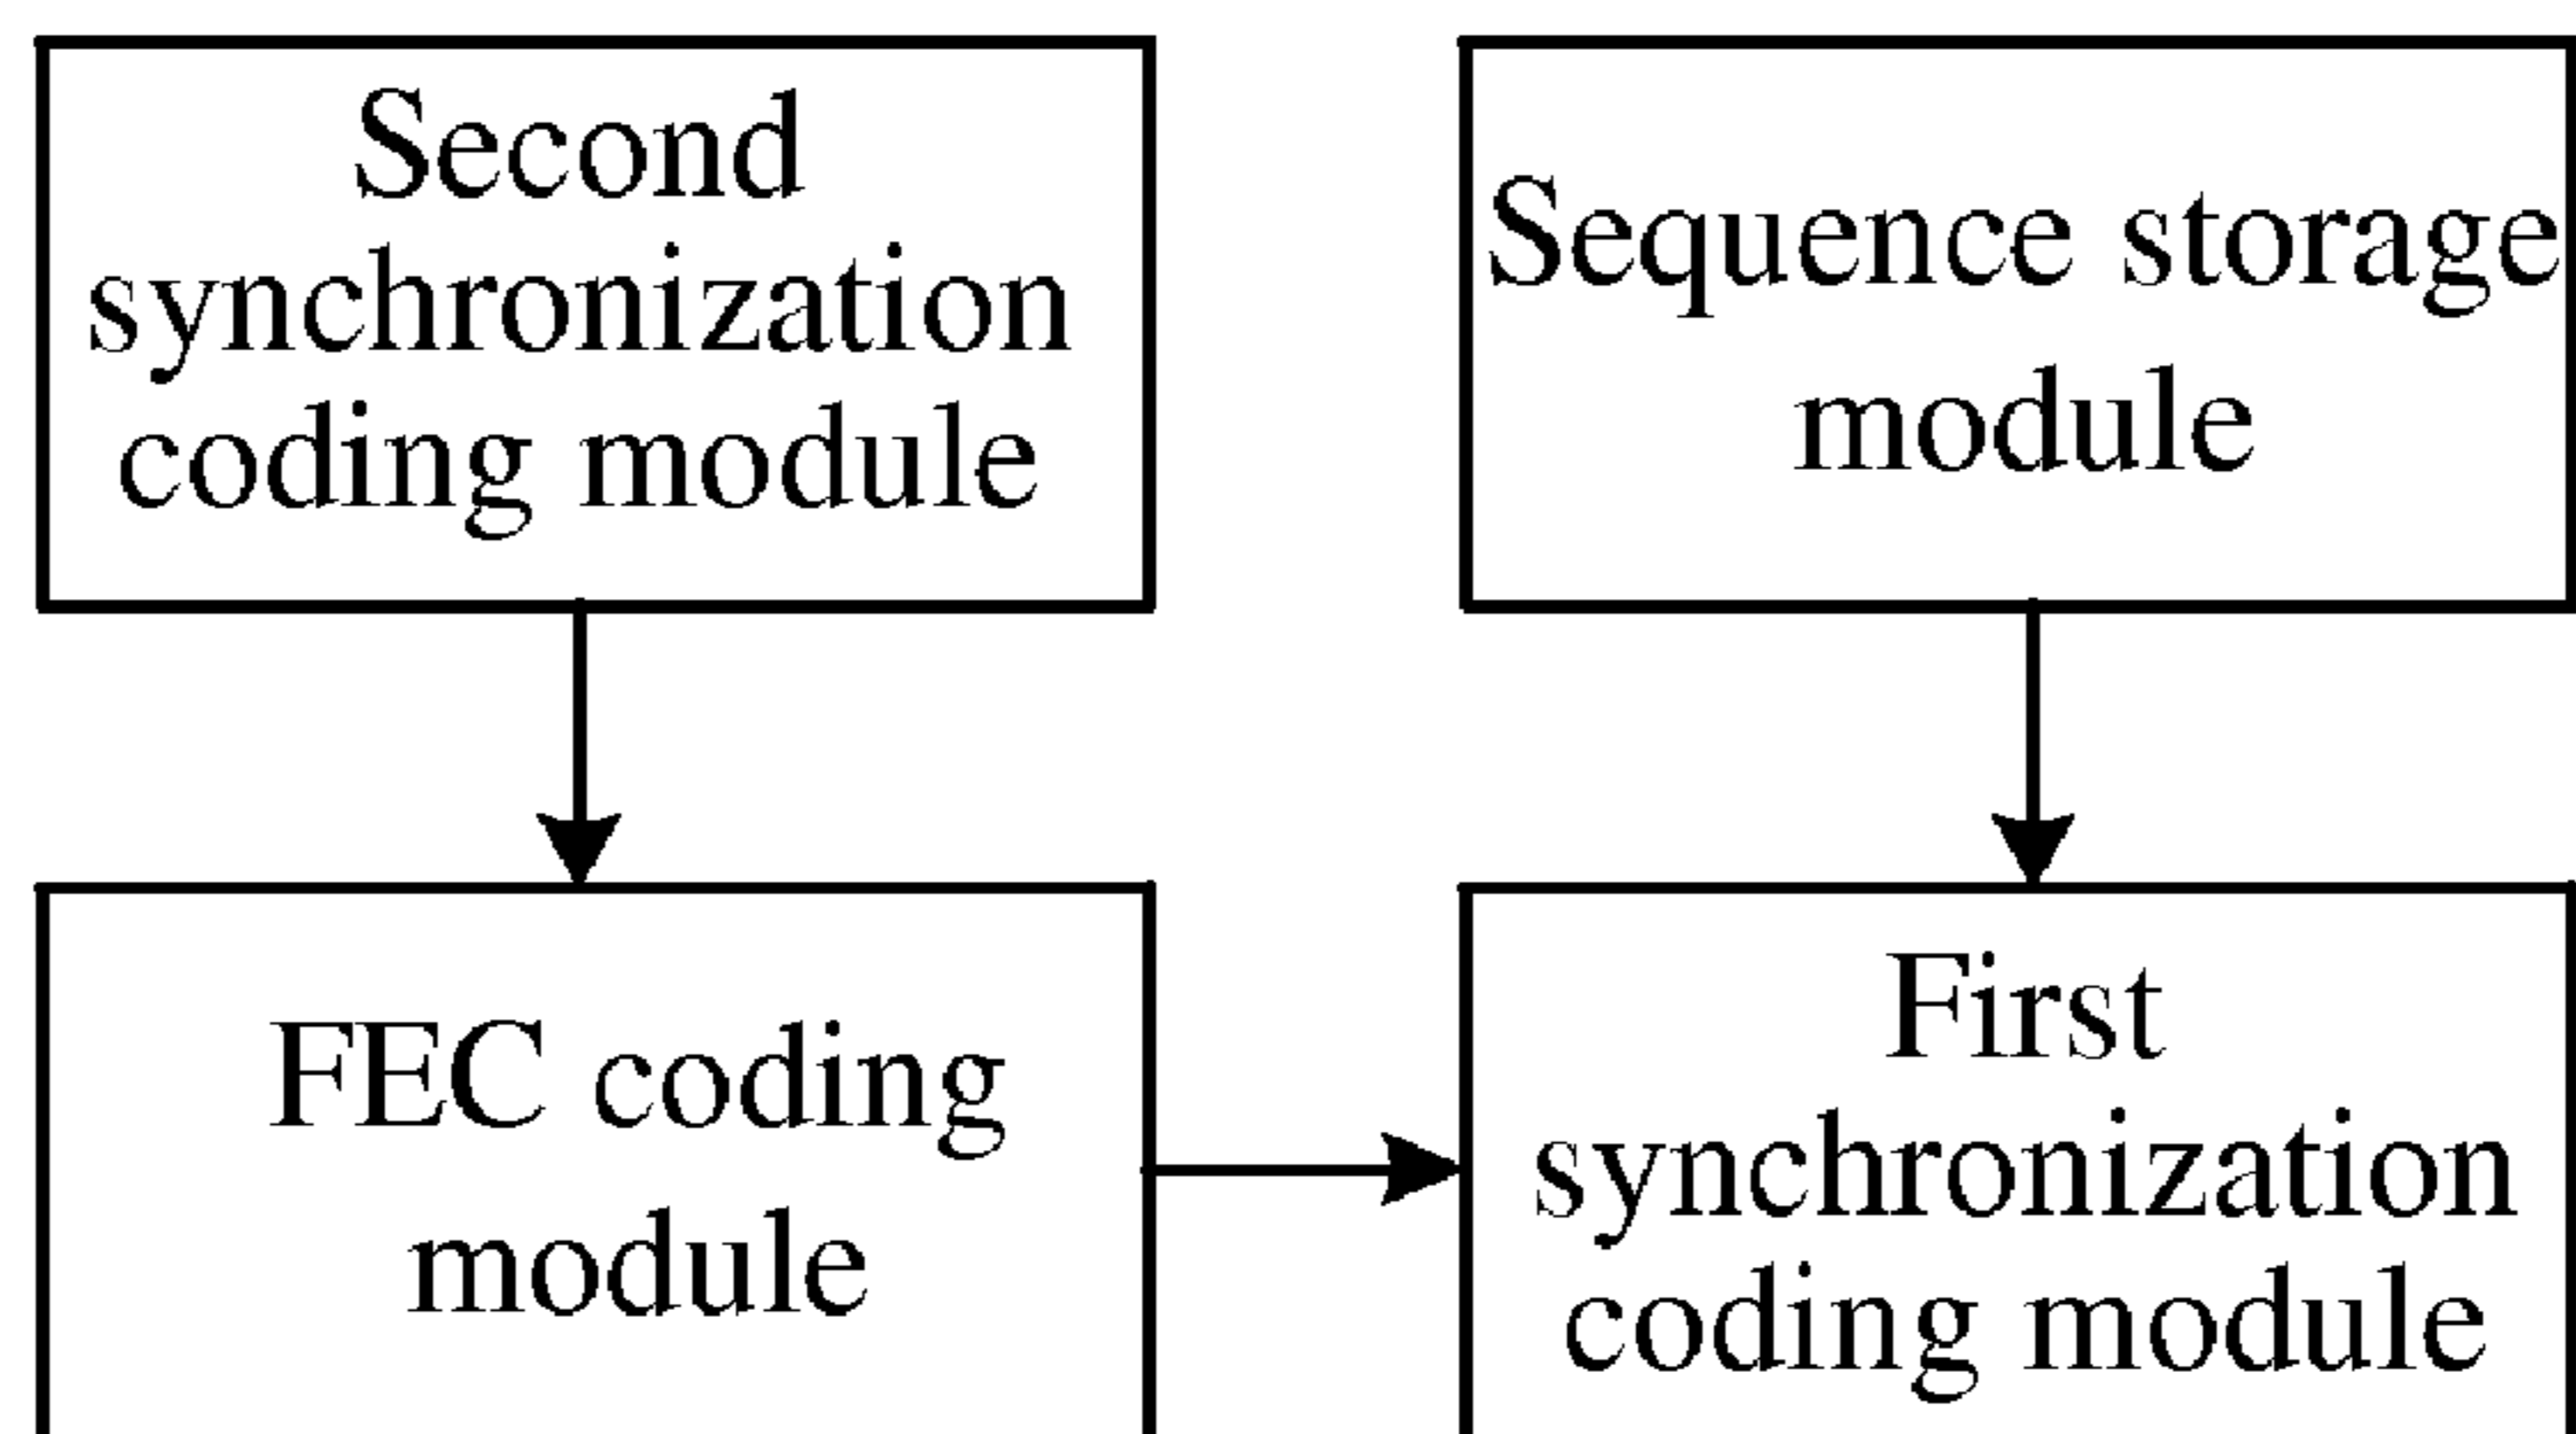 Second
synchronization
coding module
Sequence storage
module
FEC coding
module
First
synchronization
coding module